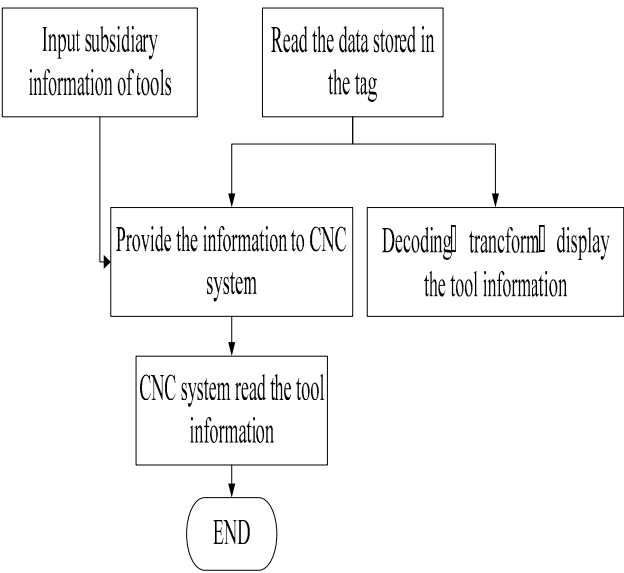 Input subsidiary
information of tools
Read the data stored in
the tag
Provide the information to CNC
system
Decoding▯ trancform▯ display
the tool information
CNC system read the tool
information
END